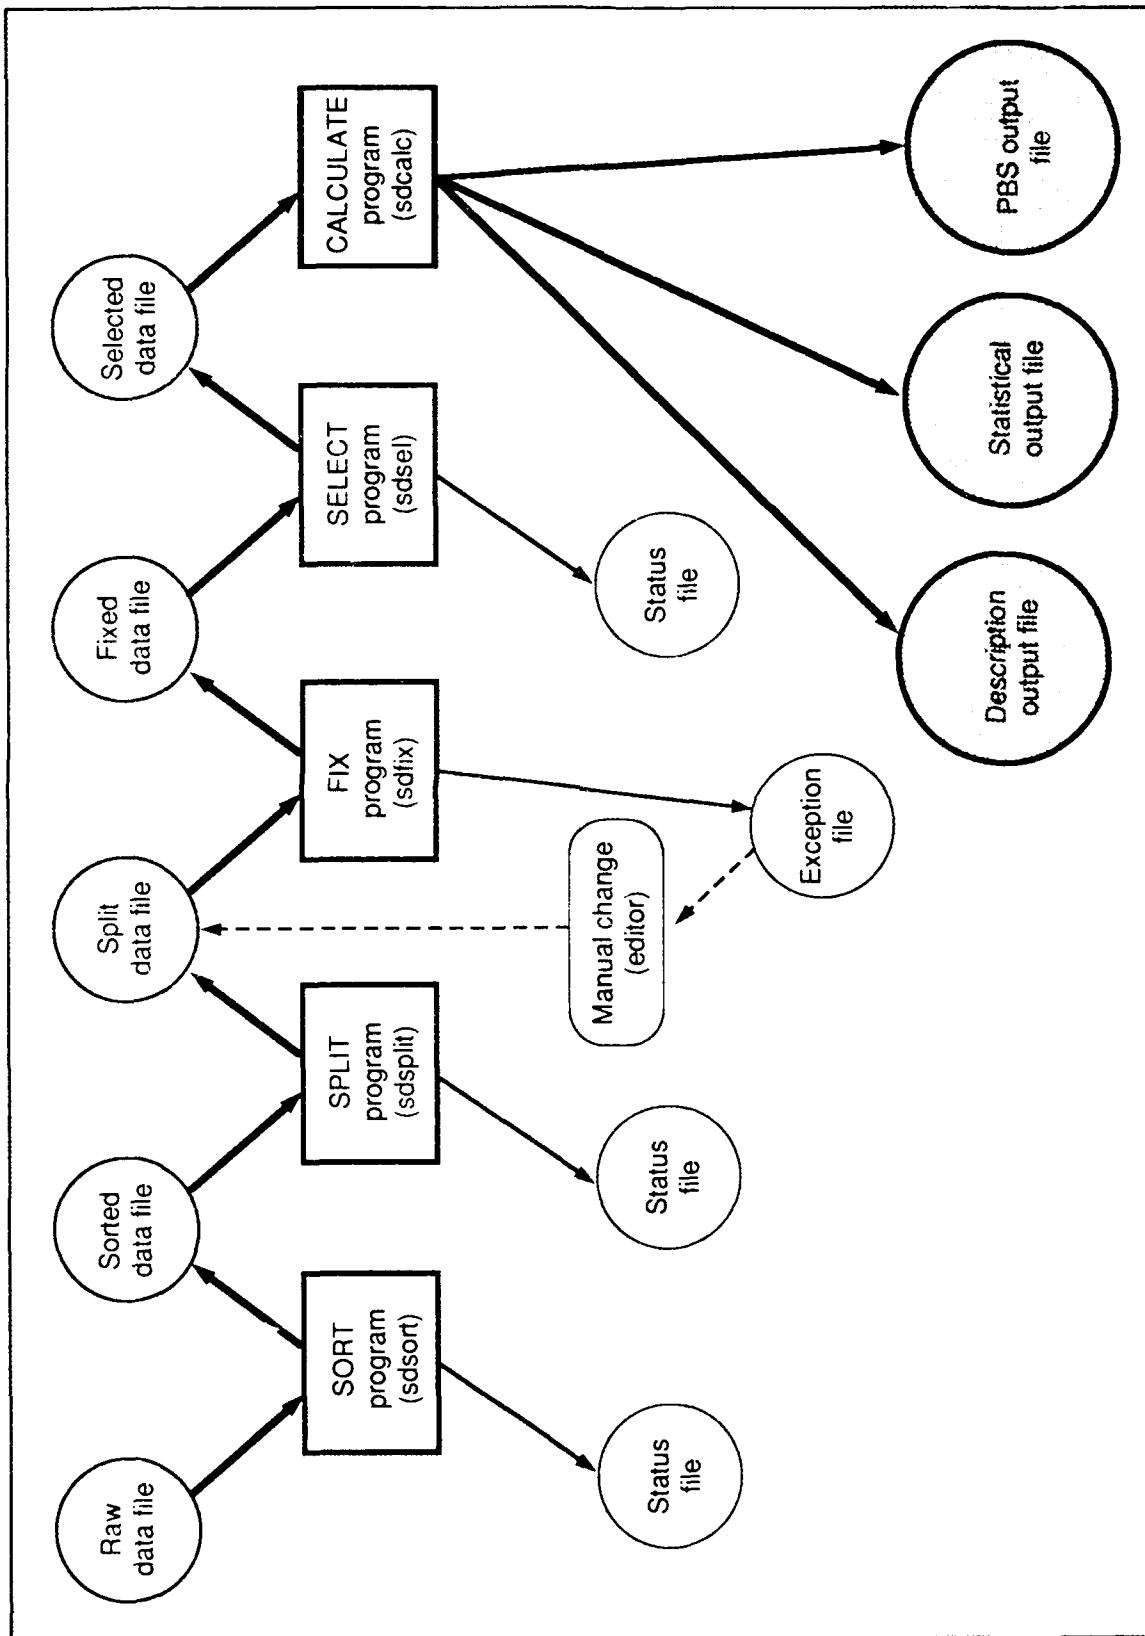 Raw
data file
Sorted
data file
Split
data file
Fixed
data file
Selected
data file
SORT
program
(sdsort)
SPLIT
program
(sdsplit)
FIX
program
(sdfix)
SELECT
program
(sdsel)
CALCULATE
program
(sdcalc)
Status
file
Status
file
Manual change
(editor)
Status
file
Exception
file
Description
output file
Statistical
output file
PBS output
file